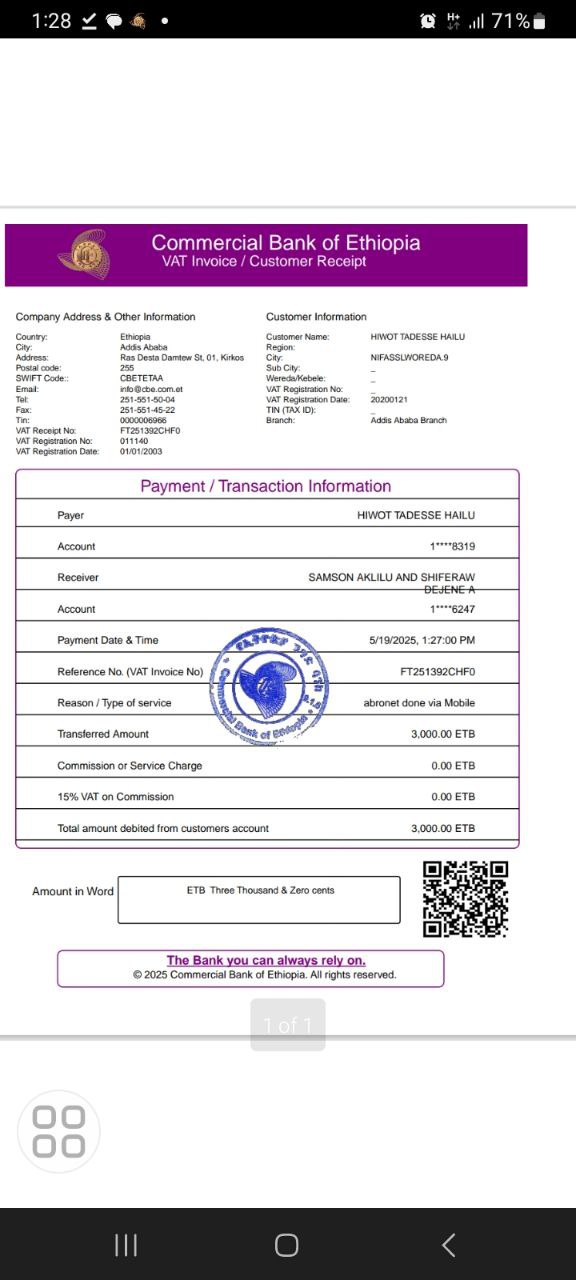 1:28
H+
71%
Commercial Bank of Ethiopia
VAT Invoice / Customer Receipt
Company Address & Other Information
Country: Ethiopia
City: Addis Ababa
Address: Ras Desta Damtew St, 01, Kirkos
Postal code: 255
SWIFT Code:: CBETETAA
Email: info@cbe.com.et
Tel: 251-551-50-04
Fax: 251-551-45-22
Tin: 0000006966
VAT Receipt No: FT251392CHF0
VAT Registration No: 011140
VAT Registration Date: 01/01/2003
Customer Information
Customer Name: HIWOT TADESSE HAILU
Region:
City: NIFASSLWOREDA.9
Sub City: _
Wereda/Kebele: _
VAT Registration No: _
VAT Registration Date: 20200121
TIN (TAX ID): _
Branch: Addis Ababa Branch
Payment / Transaction Information
Payer HIWOT TADESSE HAILU
Account 1****8319
Receiver SAMSON AKLILU AND SHIFERAW
DEJENE A
Account 1****6247
Payment Date & Time 5/19/2025, 1:27:00 PM
Reference No. (VAT Invoice No) FT251392CHF0
Reason / Type of service abronet done via Mobile
Transferred Amount 3,000.00 ETB
Commission or Service Charge 0.00 ETB
15% VAT on Commission 0.00 ETB
Total amount debited from customers account 3,000.00 ETB
የኢትዮጵያ ንግድ ባንክ
Commercial Bank of Ethiopia
Amount in Word ETB Three Thousand & Zero cents
The Bank you can always rely on.
© 2025 Commercial Bank of Ethiopia. All rights reserved.
1 of 1